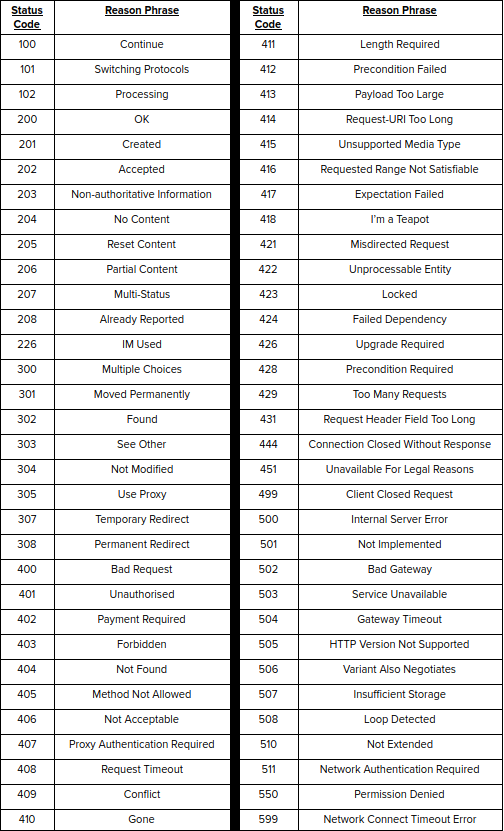 Status Code Reason Phrase
100 Continue
101 Switching Protocols
102 Processing
200 OK
201 Created
202 Accepted
203 Non-authoritative Information
204 No Content
205 Reset Content
206 Partial Content
207 Multi-Status
208 Already Reported
226 IM Used
300 Multiple Choices
301 Moved Permanently
302 Found
303 See Other
304 Not Modified
305 Use Proxy
307 Temporary Redirect
308 Permanent Redirect
400 Bad Request
401 Unauthorised
402 Payment Required
403 Forbidden
404 Not Found
405 Method Not Allowed
406 Not Acceptable
407 Proxy Authentication Required
408 Request Timeout
409 Conflict
410 Gone
Status Code Reason Phrase
411 Length Required
412 Precondition Failed
413 Payload Too Large
414 Request-URI Too Long
415 Unsupported Media Type
416 Requested Range Not Satisfiable
417 Expectation Failed
418 I'm a Teapot
421 Misdirected Request
422 Unprocessable Entity
423 Locked
424 Failed Dependency
426 Upgrade Required
428 Precondition Required
429 Too Many Requests
431 Request Header Field Too Long
444 Connection Closed Without Response
451 Unavailable For Legal Reasons
499 Client Closed Request
500 Internal Server Error
501 Not Implemented
502 Bad Gateway
503 Service Unavailable
504 Gateway Timeout
505 HTTP Version Not Supported
506 Variant Also Negotiates
507 Insufficient Storage
508 Loop Detected
510 Not Extended
511 Network Authentication Required
550 Permission Denied
599 Network Connect Timeout Error